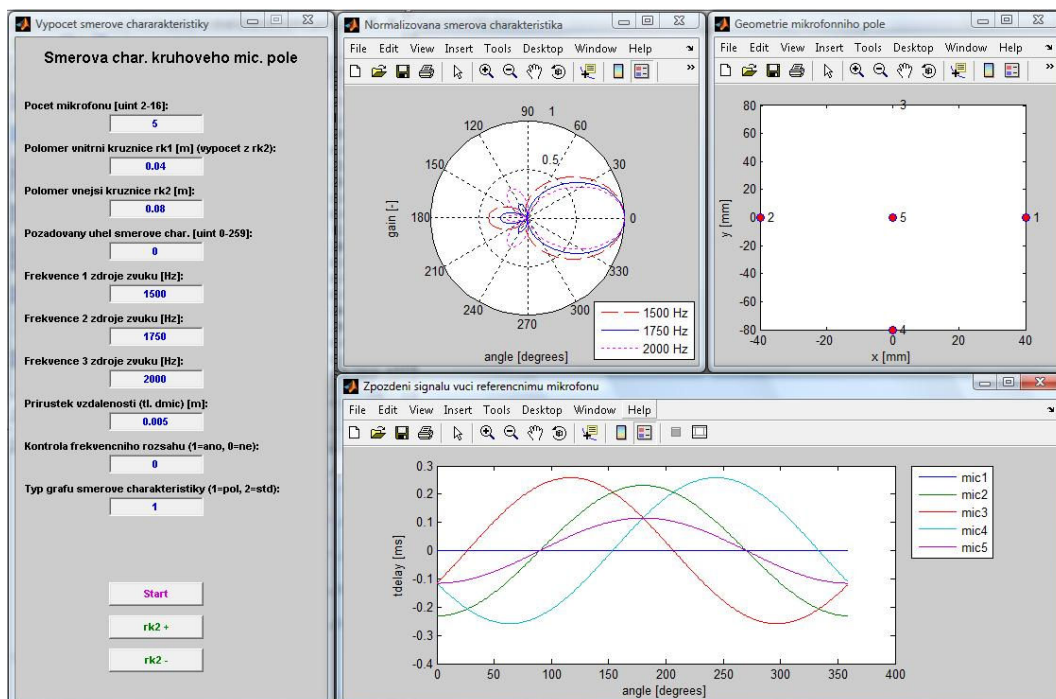 Vypocet smerove chararakteristiky
Smerova char. kruhoveho mic. pole
Pocet mikrofonu [uint 2-16]:
5
Polomer vnitrni kruznice rk1 [m] (vypocet z rk2):
0.04
Polomer vnejsi kruznice rk2 [m]:
0.08
Pozadovany uhel smerove char. [uint 0-259]:
0
Frekvence 1 zdroje zvuku [Hz]:
1500
Frekvence 2 zdroje zvuku [Hz]:
1750
Frekvence 3 zdroje zvuku [Hz]:
2000
Prirustek vzdalenosti (tl. dmic) [m]:
0.005
Kontrola frekvencniho rozsahu (1=ano, 0=ne):
0
Typ grafu smerove charakteristiky (1=pol, 2=std):
1
Start
rk2 +
rk2 -
Normalizovana smerova charakteristika
File Edit View Insert Tools Desktop Window Help
90 1
120 60
0.5
150 30
gain [-]
180 0
210 330
240 300
270
1500 Hz
1750 Hz
2000 Hz
angle [degrees]
Geometrie mikrofonniho pole
File Edit View Insert Tools Desktop Window Help
80 3
60
40
20
y [mm]
0 2 5 1
-20
-40
-60
-80 4
-40 -20 0 20 40
x [mm]
Zpozdeni signalu vuci referencnimu mikrofonu
File Edit View Insert Tools Desktop Window Help
0.3
0.2
0.1
0
-0.1
-0.2
-0.3
-0.4
tdelay [ms]
0 50 100 150 200 250 300 350 400
angle [degrees]
mic1
mic2
mic3
mic4
mic5